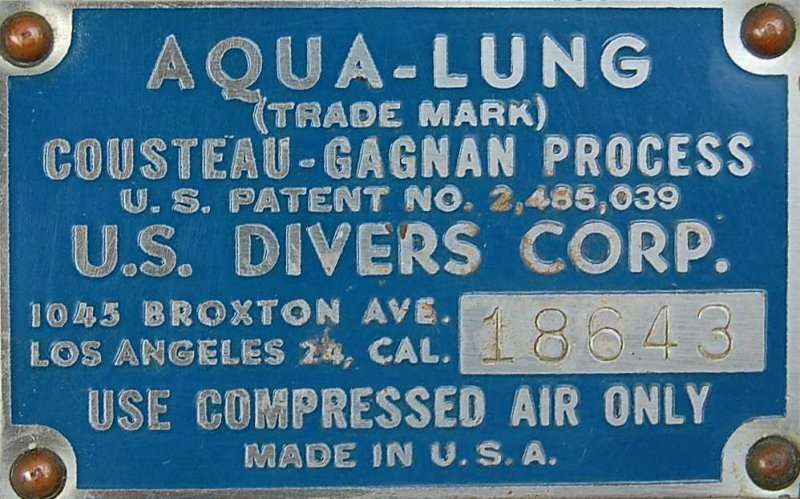 AQUA-LUNG
(TRADE MARK)
COUSTEAU-GAGNAN PROCESS
U.S. PATENT NO. 2,485,039
U.S. DIVERS CORP.
1045 BROXTON AVE.
LOS ANGELES 24, CAL.
18643
USE COMPRESSED AIR ONLY
MADE IN U.S.A.